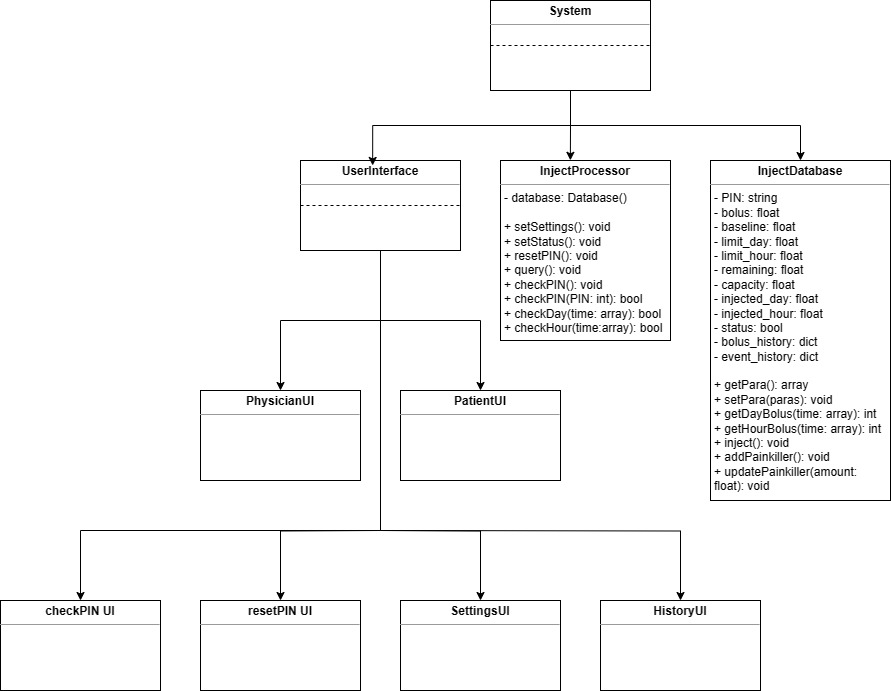 System
UserInterface
InjectProcessor
- database: Database()
+ setSettings(): void
+ setStatus(): void
+ resetPIN(): void
+ query(): void
+ checkPIN(): void
+ checkPIN(PIN: int): bool
+ checkDay(time: array): bool
+ checkHour(time:array): bool
InjectDatabase
- PIN: string
- bolus: float
- baseline: float
- limit_day: float
- limit_hour: float
- remaining: float
- capacity: float
- injected_day: float
- injected_hour: float
- status: bool
- bolus_history: dict
- event_history: dict
+ getPara(): array
+ setPara(paras): void
+ getDayBolus(time: array): int
+ getHourBolus(time: array): int
+ inject(): void
+ addPainkiller(): void
+ updatePainkiller(amount:
float): void
PhysicianUI
PatientUI
checkPIN UI
resetPIN UI
SettingsUI
HistoryUI